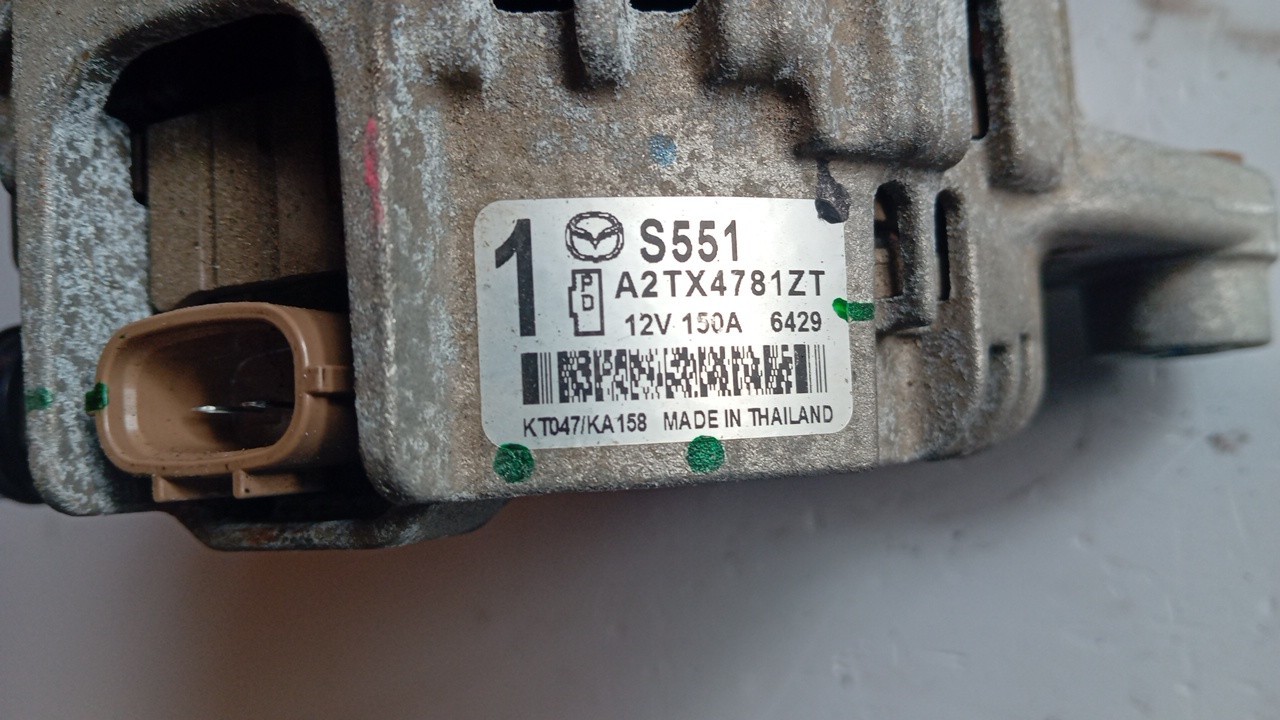 1 S551
P D A2TX4781ZT
12V 150A 6429
KT047/KA158 MADE IN THAILAND